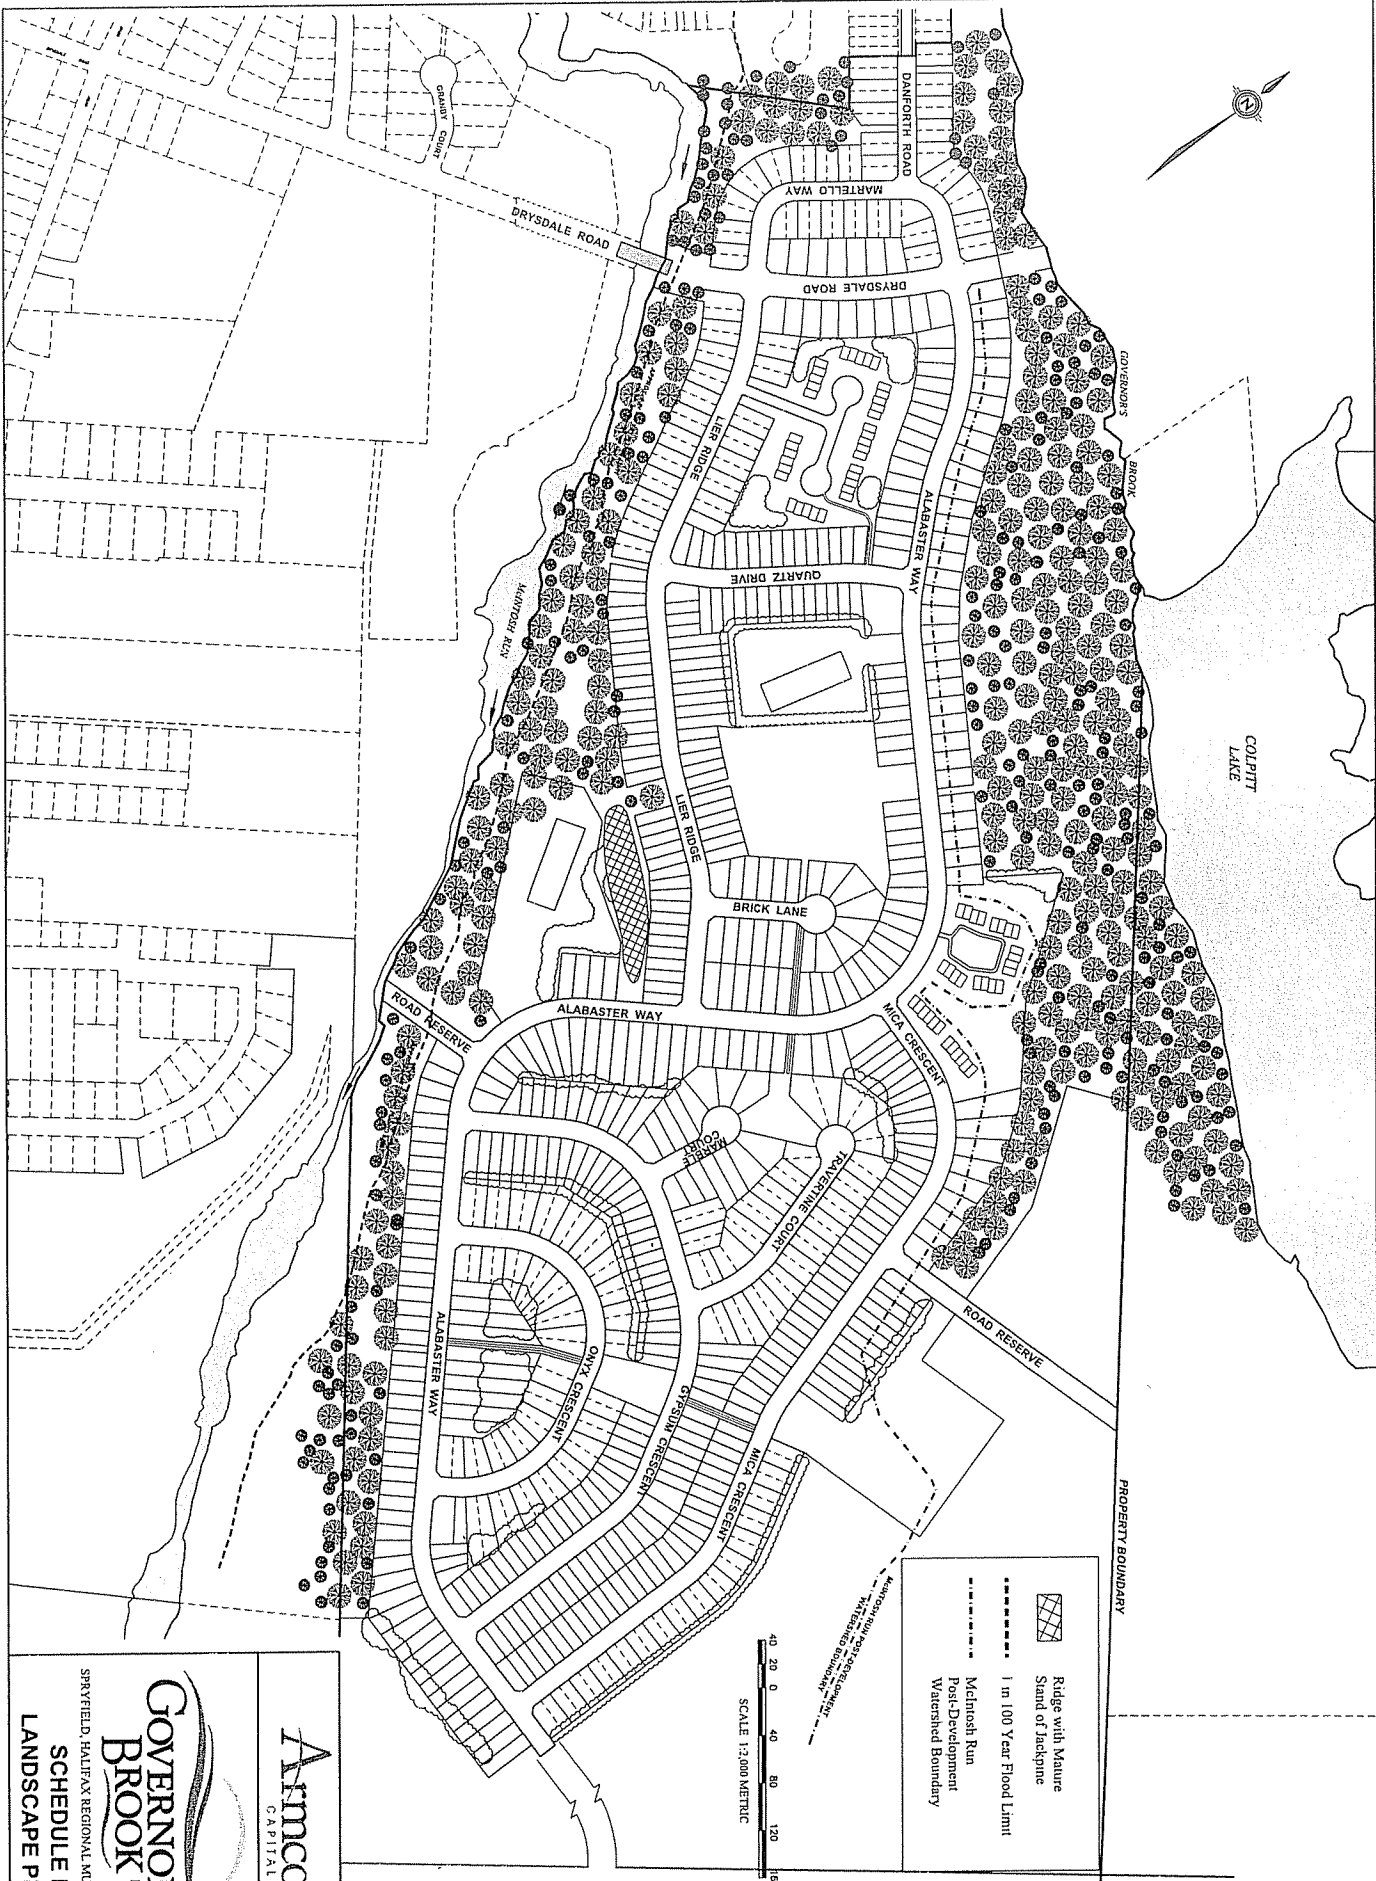 GRANDY COURT
DRYSDALE ROAD
DANFORTH ROAD
MARTELLO WAY
DRYSDALE ROAD
N
LIER RIDGE
ALABASTER WAY
QUARTZ DRIVE
GOVERNORS
BROOK
COLPITT
LAKE
McINTOSH RUN
LIER RIDGE
BRICK LANE
ALABASTER WAY
ROAD RESERVE
MICA CRESCENT
MARBLE
COURT
TRAVERTINE COURT
ROAD RESERVE
ALABASTER WAY
ONYX CRESCENT
GYPSUM CRESCENT
MICA CRESCENT
PROPERTY BOUNDARY
McINTOSH RUN POST-DEVELOPMENT
WATERSHED BOUNDARY
Ridge with Mature
Stand of Jackpine
1 in 100 Year Flood Limit
McIntosh Run
Post-Development
Watershed Boundary
40 20 0 40 80 120
SCALE 1:2,000 METRIC
Armco
CAPITAL
GOVERNO
BROOK
SPRYFIELD, HALIFAX REGIONAL MU
SCHEDULE
LANDSCAPE P